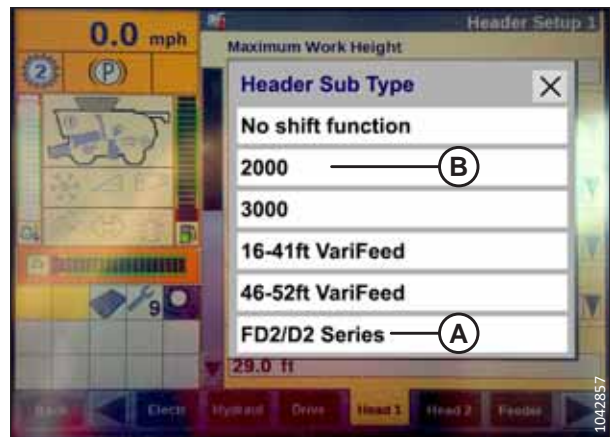 0.0 mph
Header Setup 1
Maximum Work Height
2
(P)
Header Sub Type
No shift function
2000
B
3000
16-41ft VariFeed
46-52ft VariFeed
9
FD2/D2 Series
A
29.0 ft
Back
Electr
Hydraul
Drive
Head 1
Head 2
Feeder
1042857